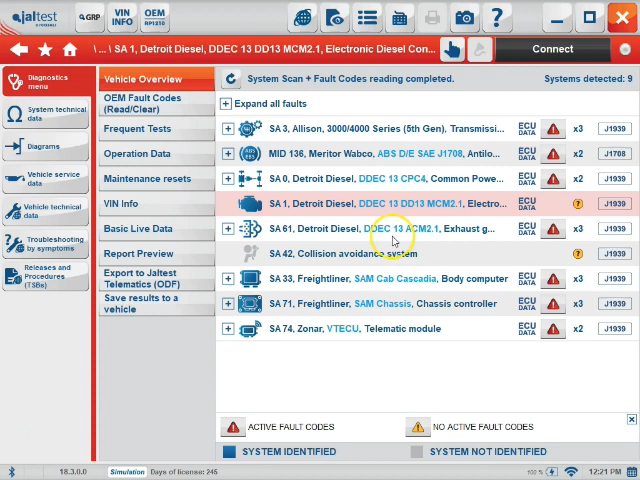 jaltest
BY COJALI
GRP
VIN
INFO
OEM
RP1210
\ ... \ SA 1, Detroit Diesel, DDEC 13 DD13 MCM2.1, Electronic Diesel Con...
Connect
Diagnostics
menu
System technical
data
Diagrams
Vehicle service
data
Vehicle technical
data
Troubleshooting
by symptoms
Releases and
Procedures
(TSBs)
Vehicle Overview
OEM Fault Codes
(Read/Clear)
Frequent Tests
Operation Data
Maintenance resets
VIN Info
Basic Live Data
Report Preview
Export to Jaltest
Telematics (ODF)
Save results to a
vehicle
System Scan + Fault Codes reading completed.
Systems detected: 9
Expand all faults
SA 3, Allison, 3000/4000 Series (5th Gen), Transmissi... ECU DATA x3 J1939
MID 136, Meritor Wabco, ABS D/E SAE J1708, Antilo... ECU DATA x2 J1708
SA 0, Detroit Diesel, DDEC 13 CPC4, Common Powe... ECU DATA x3 J1939
SA 1, Detroit Diesel, DDEC 13 DD13 MCM2.1, Electro... ECU DATA ? J1939
SA 61, Detroit Diesel, DDEC 13 ACM2.1, Exhaust g... ECU DATA x3 J1939
SA 42, Collision avoidance system ? J1939
SA 33, Freightliner, SAM Cab Cascadia, Body computer ECU DATA x3 J1939
SA 71, Freightliner, SAM Chassis, Chassis controller ECU DATA x3 J1939
SA 74, Zonar, VTECU, Telematic module ECU DATA x2 J1939
ACTIVE FAULT CODES
NO ACTIVE FAULT CODES
SYSTEM IDENTIFIED
SYSTEM NOT IDENTIFIED
18.3.0.0
Simulation
Days of license: 245
100 %
12:21 PM